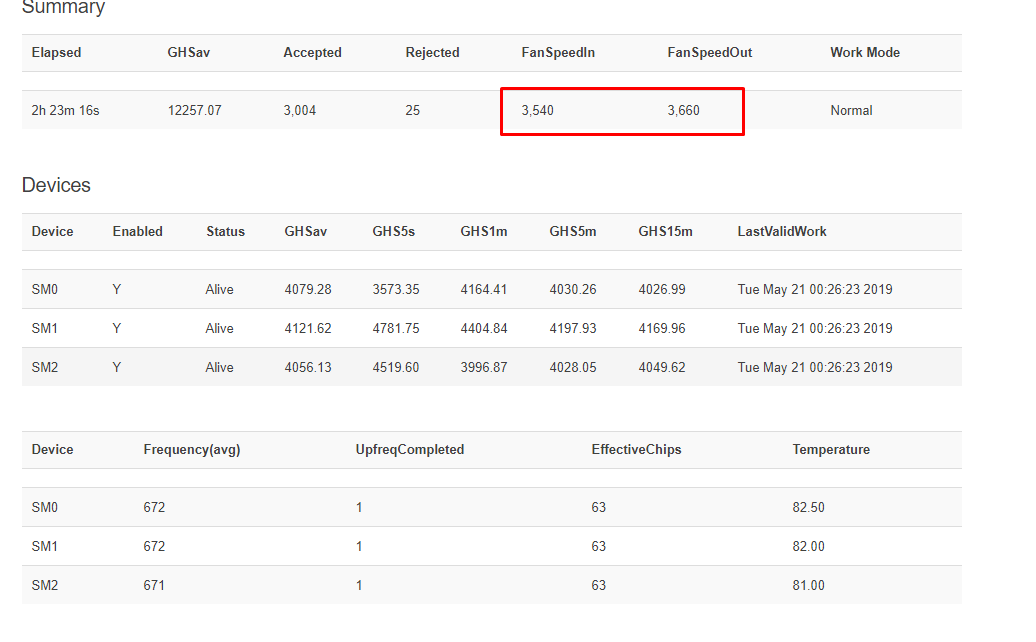 Summary
Elapsed GHSav Accepted Rejected FanSpeedIn FanSpeedOut Work Mode
2h 23m 16s 12257.07 3,004 25 3,540 3,660 Normal
Devices
Device Enabled Status GHSav GHS5s GHS1m GHS5m GHS15m LastValidWork
SM0 Y Alive 4079.28 3573.35 4164.41 4030.26 4026.99 Tue May 21 00:26:23 2019
SM1 Y Alive 4121.62 4781.75 4404.84 4197.93 4169.96 Tue May 21 00:26:23 2019
SM2 Y Alive 4056.13 4519.60 3996.87 4028.05 4049.62 Tue May 21 00:26:23 2019
Device Frequency(avg) UpfreqCompleted EffectiveChips Temperature
SM0 672 1 63 82.50
SM1 672 1 63 82.00
SM2 671 1 63 81.00